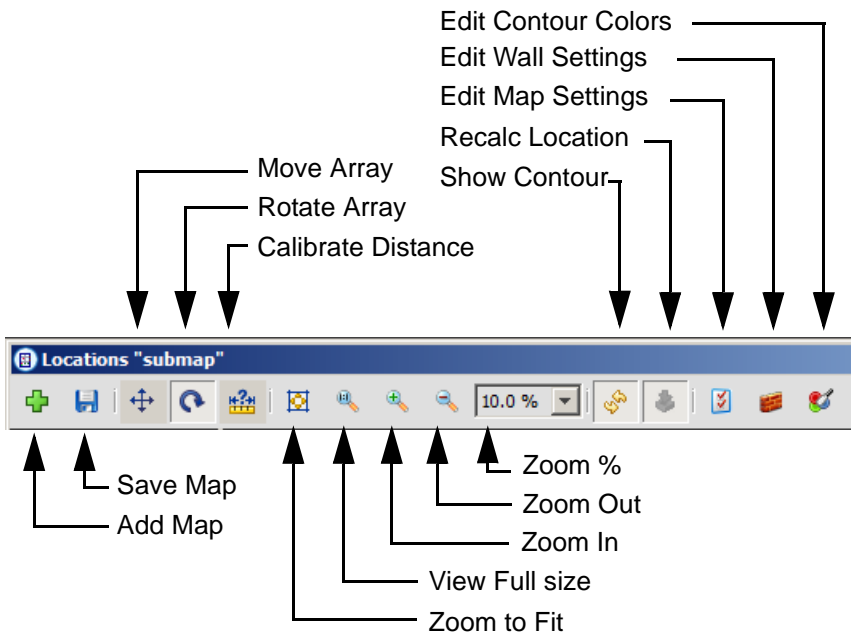 Edit Contour Colors
Edit Wall Settings
Edit Map Settings
Recalc Location
Show Contour
Move Array
Rotate Array
Calibrate Distance
Locations "submap"
10.0 %
Zoom %
Save Map
Zoom Out
Add Map
Zoom In
View Full size
Zoom to Fit